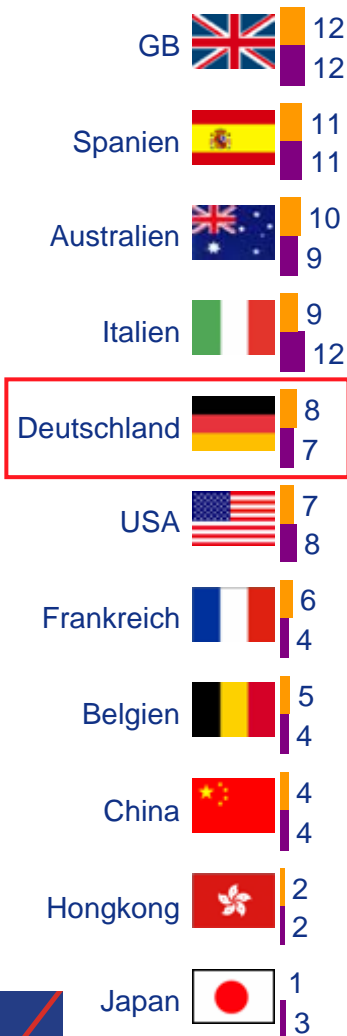 GB 12
12
Spanien 11
11
Australien 10
9
Italien 9
12
Deutschland 8
7
USA 7
8
Frankreich 6
4
Belgien 5
4
China 4
4
Hongkong 2
2
Japan 1
3